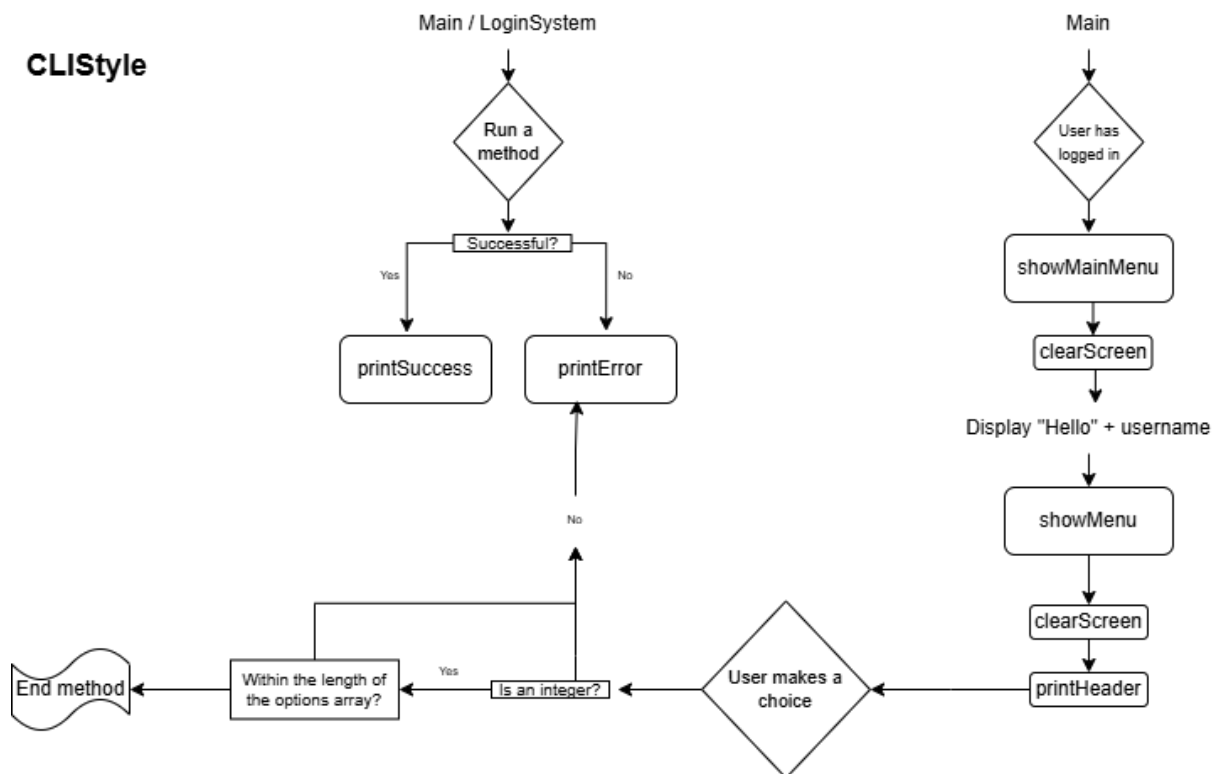 Main / LoginSystem
Main
CLIStyle
Run a
method
User has
logged in
Successful?
Yes
No
showMainMenu
printSuccess
printError
clearScreen
Display "Hello" + username
showMenu
No
clearScreen
End method
Within the length of
the options array?
Yes
Is an integer?
User makes a
choice
printHeader